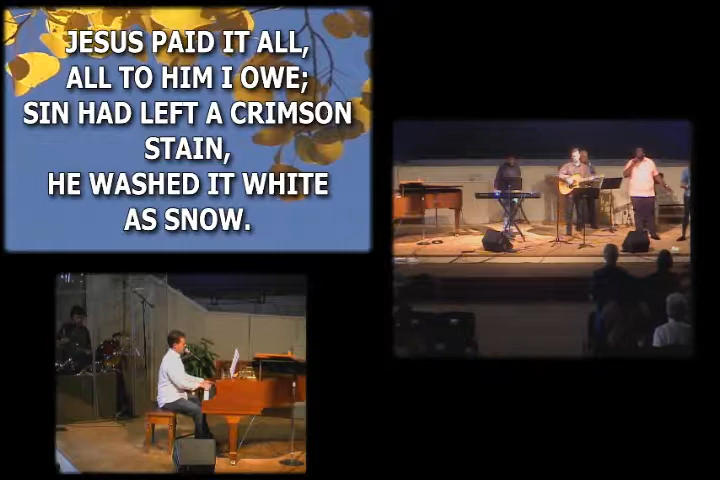 JESUS PAID IT ALL,
ALL TO HIM I OWE;
SIN HAD LEFT A CRIMSON
STAIN,
HE WASHED IT WHITE
AS SNOW.